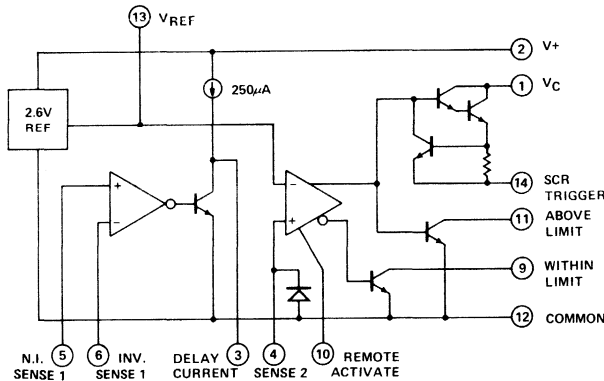 13 VREF
2 V+
250μA
1 VC
2.6V
REF
−
+
−
+
14 SCR
TRIGGER
11 ABOVE
LIMIT
9 WITHIN
LIMIT
12 COMMON
N.I. 5 6 INV. DELAY 3 4 10 REMOTE
SENSE 1 SENSE 1 CURRENT SENSE 2 ACTIVATE